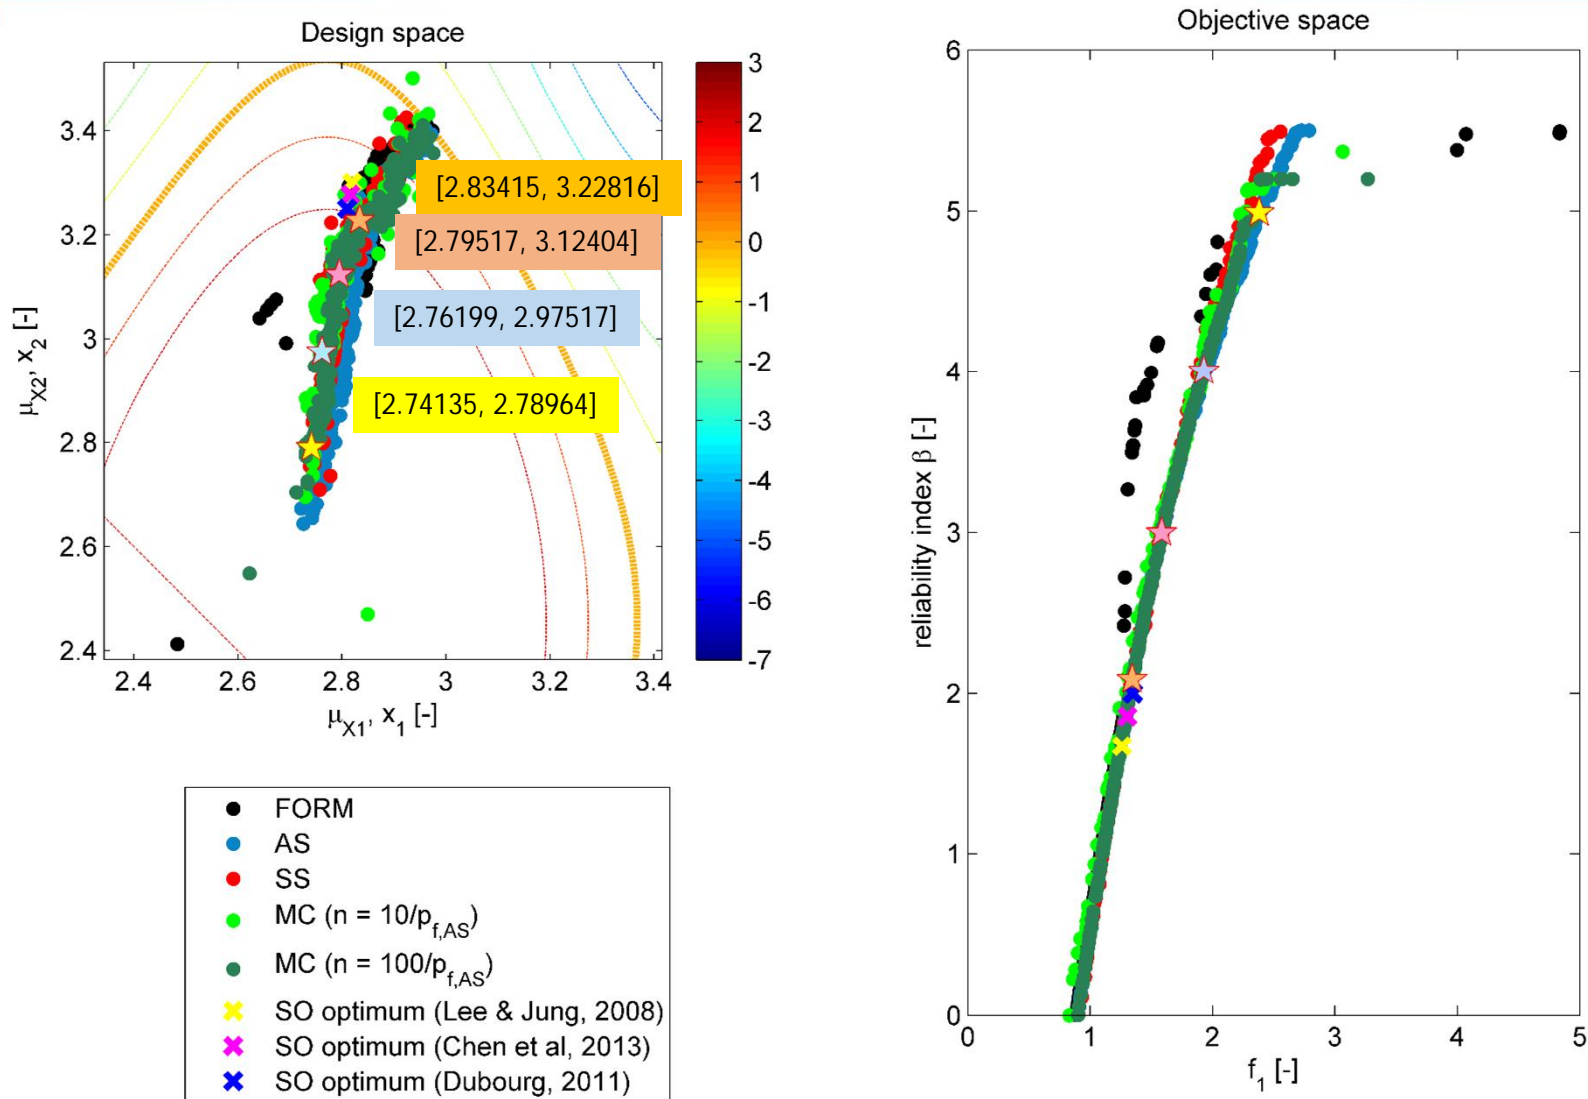 Design space
3.4
3.2
3
2.8
2.6
2.4
2.4
2.6
2.8
3
3.2
3.4
μX2, x2 [-]
μX1, x1 [-]
[2.83415, 3.22816]
[2.79517, 3.12404]
[2.76199, 2.97517]
[2.74135, 2.78964]
3
2
1
0
-1
-2
-3
-4
-5
-6
-7
FORM
AS
SS
MC (n = 10/pf,AS)
MC (n = 100/pf,AS)
SO optimum (Lee & Jung, 2008)
SO optimum (Chen et al, 2013)
SO optimum (Dubourg, 2011)
Objective space
6
5
4
3
2
1
0
0
1
2
3
4
5
reliability index β [-]
f1 [-]